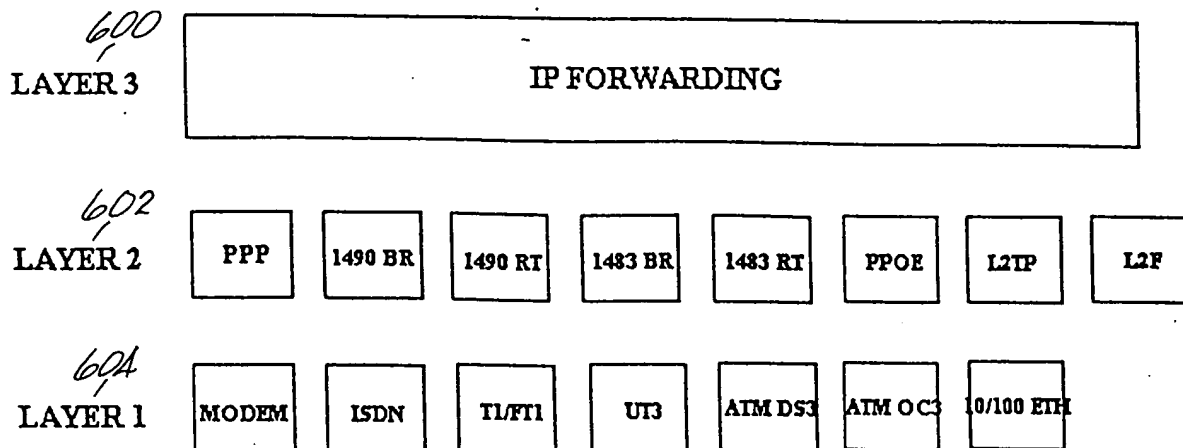 600
LAYER 3
IP FORWARDING
602
LAYER 2
PPP 1490 BR 1490 RT 1483 BR 1483 RT PPOE L2TP L2F
604
LAYER 1
MODEM ISDN T1/FT1 UT3 ATM DS3 ATM OC3 10/100 ETH